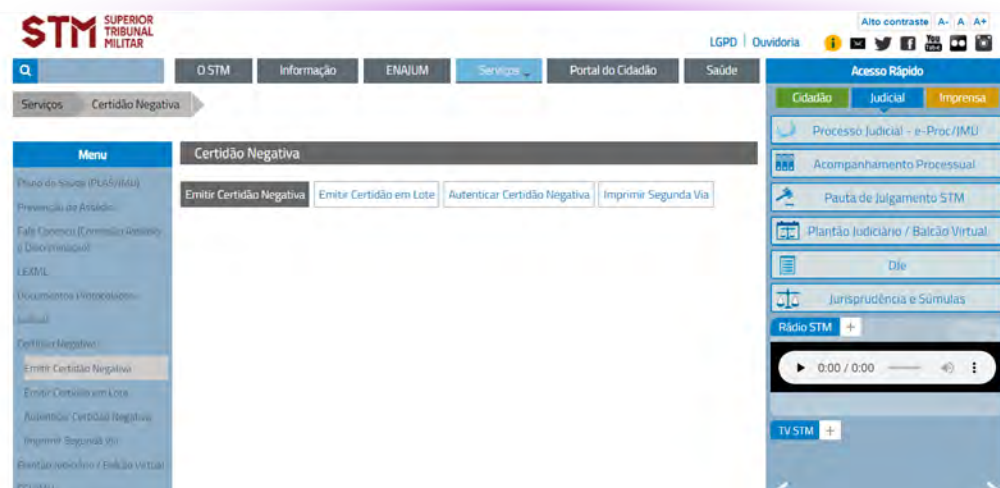 STM SUPERIOR
TRIBUNAL
MILITAR
Alto contraste A- A A+
LGPD Ouvidoria
O STM Informação ENAJUM Serviços Portal do Cidadão Saúde
Acesso Rápido
Serviços Certidão Negativa
Cidadão Judicial Imprensa
Menu
Certidão Negativa
Emitir Certidão Negativa Emitir Certidão em Lote Autenticar Certidão Negativa Imprimir Segunda Via
Plano de Saúde (PLAS/JMU)
Prevenção do Assédio
LEXML
Documentos Protocolados
Judicial
Certidão Negativa
Emitir Certidão Negativa
Emitir Certidão em Lote
Autenticar Certidão Negativa
Imprimir Segunda Via
Plantão Judiciário / Balcão Virtual
Processo Judicial - e-Proc/JMU
Acompanhamento Processual
Pauta de Julgamento STM
Plantão Judiciário / Balcão Virtual
DJe
Jurisprudência e Súmulas
Rádio STM +
0:00 / 0:00
TV STM +